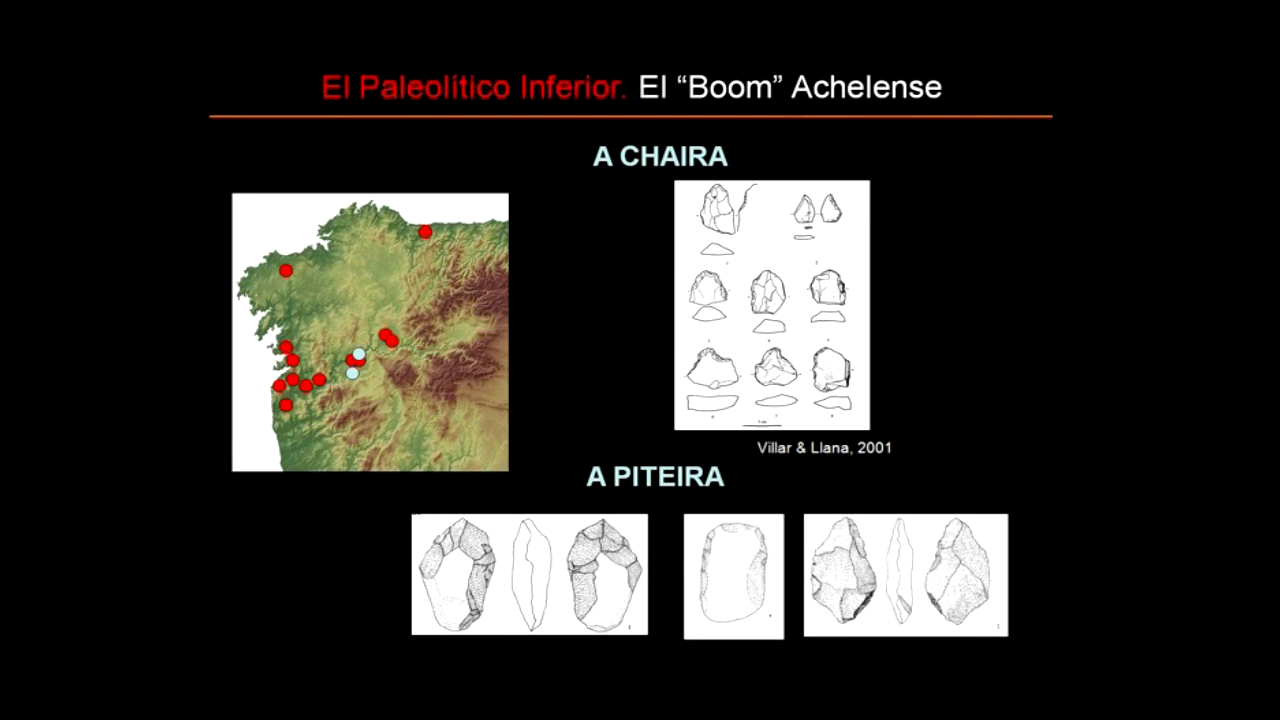 El Paleolítico Inferior. El “Boom” Achelense
A CHAIRA
Villar & Llana, 2001
A PITEIRA